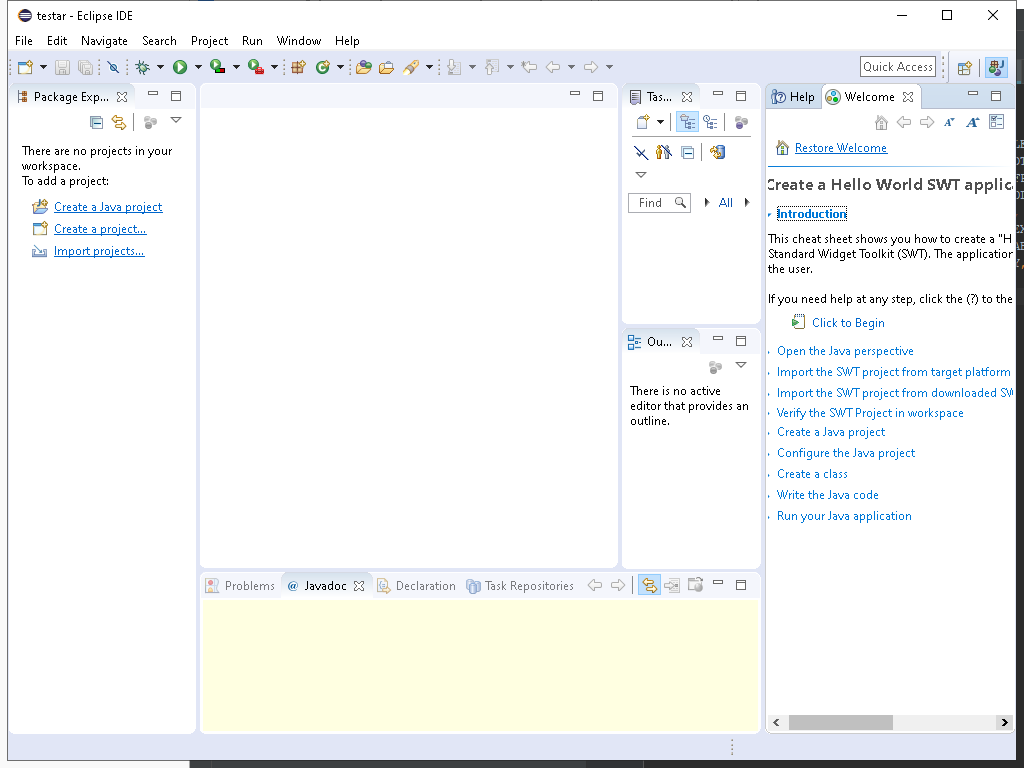 testar - Eclipse IDE
File Edit Navigate Search Project Run Window Help
Quick Access
Package Exp...
There are no projects in your
workspace.
To add a project:
Create a Java project
Create a project...
Import projects...
Tas...
Find
All
Ou...
There is no active
editor that provides an
outline.
Help
Welcome
Restore Welcome
Create a Hello World SWT applic
Introduction
This cheat sheet shows you how to create a "H
Standard Widget Toolkit (SWT). The application
the user.
If you need help at any step, click the (?) to the
Click to Begin
Open the Java perspective
Import the SWT project from target platform
Import the SWT project from downloaded SW
Verify the SWT Project in workspace
Create a Java project
Configure the Java project
Create a class
Write the Java code
Run your Java application
Problems @ Javadoc Declaration Task Repositories